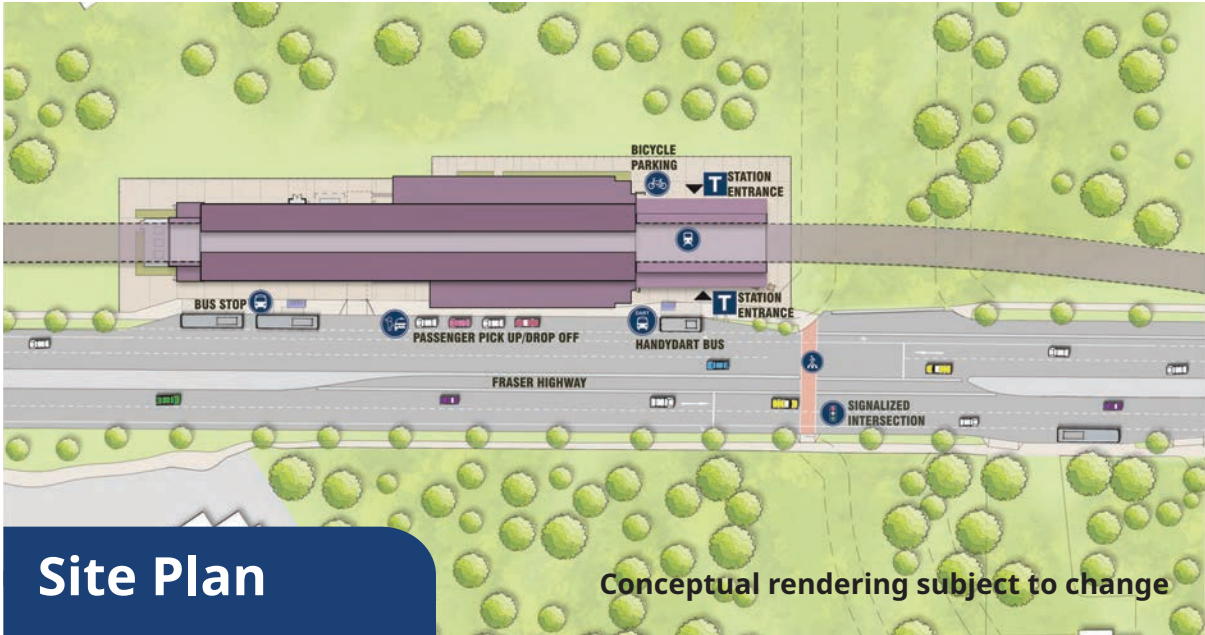 BICYCLE
PARKING
T STATION
ENTRANCE
BUS STOP
T STATION
ENTRANCE
PASSENGER PICK UP/DROP OFF
DART
HANDYDART BUS
FRASER HIGHWAY
SIGNALIZED
INTERSECTION
Site Plan
Conceptual rendering subject to change